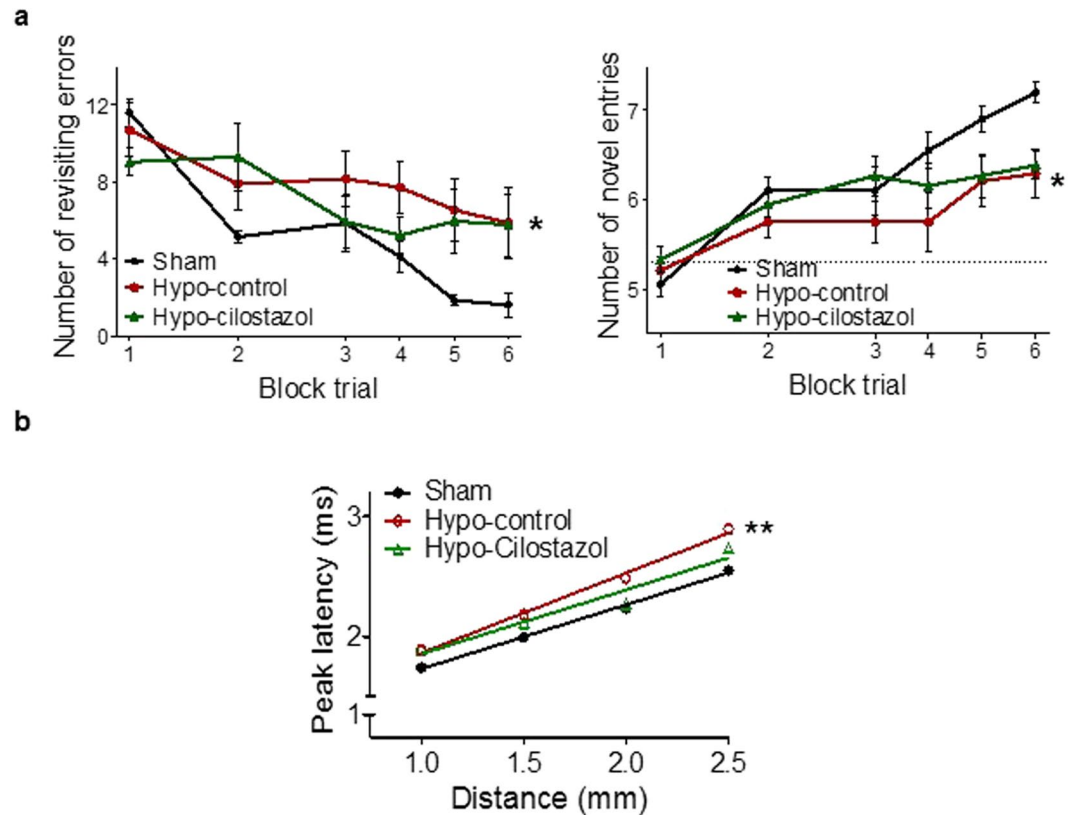 a
Number of revisiting errors
12
8
4
0
Sham
Hypo-control
Hypo-cilostazol
*
1 2 3 4 5 6
Block trial
Number of novel entries
7
6
5
Sham
Hypo-control
Hypo-cilostazol
*
1 2 3 4 5 6
Block trial
b
Peak latency (ms)
3
2
1
Sham
Hypo-control
Hypo-Cilostazol
**
1.0 1.5 2.0 2.5
Distance (mm)